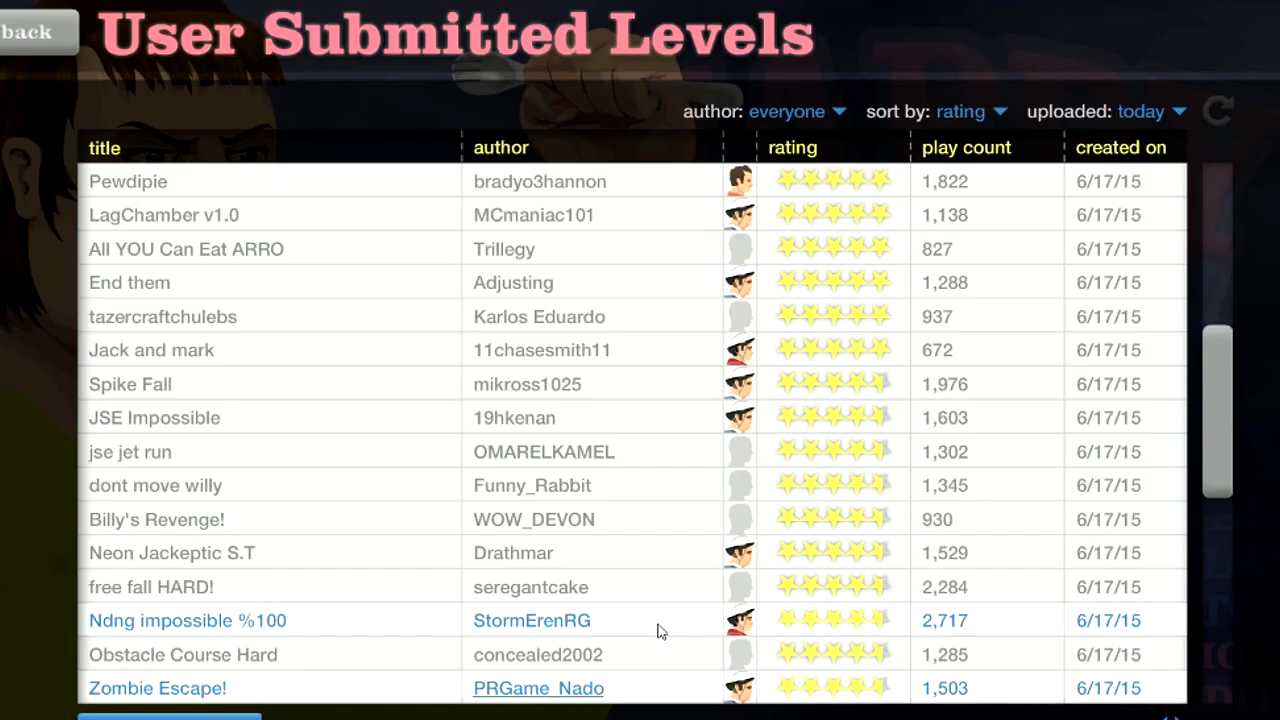 back
User Submitted Levels
author: everyone sort by: rating uploaded: today
title author rating play count created on
Pewdipie bradyo3hannon 1,822 6/17/15
LagChamber v1.0 MCmaniac101 1,138 6/17/15
All YOU Can Eat ARRO Trillegy 827 6/17/15
End them Adjusting 1,288 6/17/15
tazercraftchulebs Karlos Eduardo 937 6/17/15
Jack and mark 11chasesmith11 672 6/17/15
Spike Fall mikross1025 1,976 6/17/15
JSE Impossible 19hkenan 1,603 6/17/15
jse jet run OMARELKAMEL 1,302 6/17/15
dont move willy Funny_Rabbit 1,345 6/17/15
Billy's Revenge! WOW_DEVON 930 6/17/15
Neon Jackeptic S.T Drathmar 1,529 6/17/15
free fall HARD! seregantcake 2,284 6/17/15
Ndng impossible %100 StormErenRG 2,717 6/17/15
Obstacle Course Hard concealed2002 1,285 6/17/15
Zombie Escape! PRGame_Nado 1,503 6/17/15